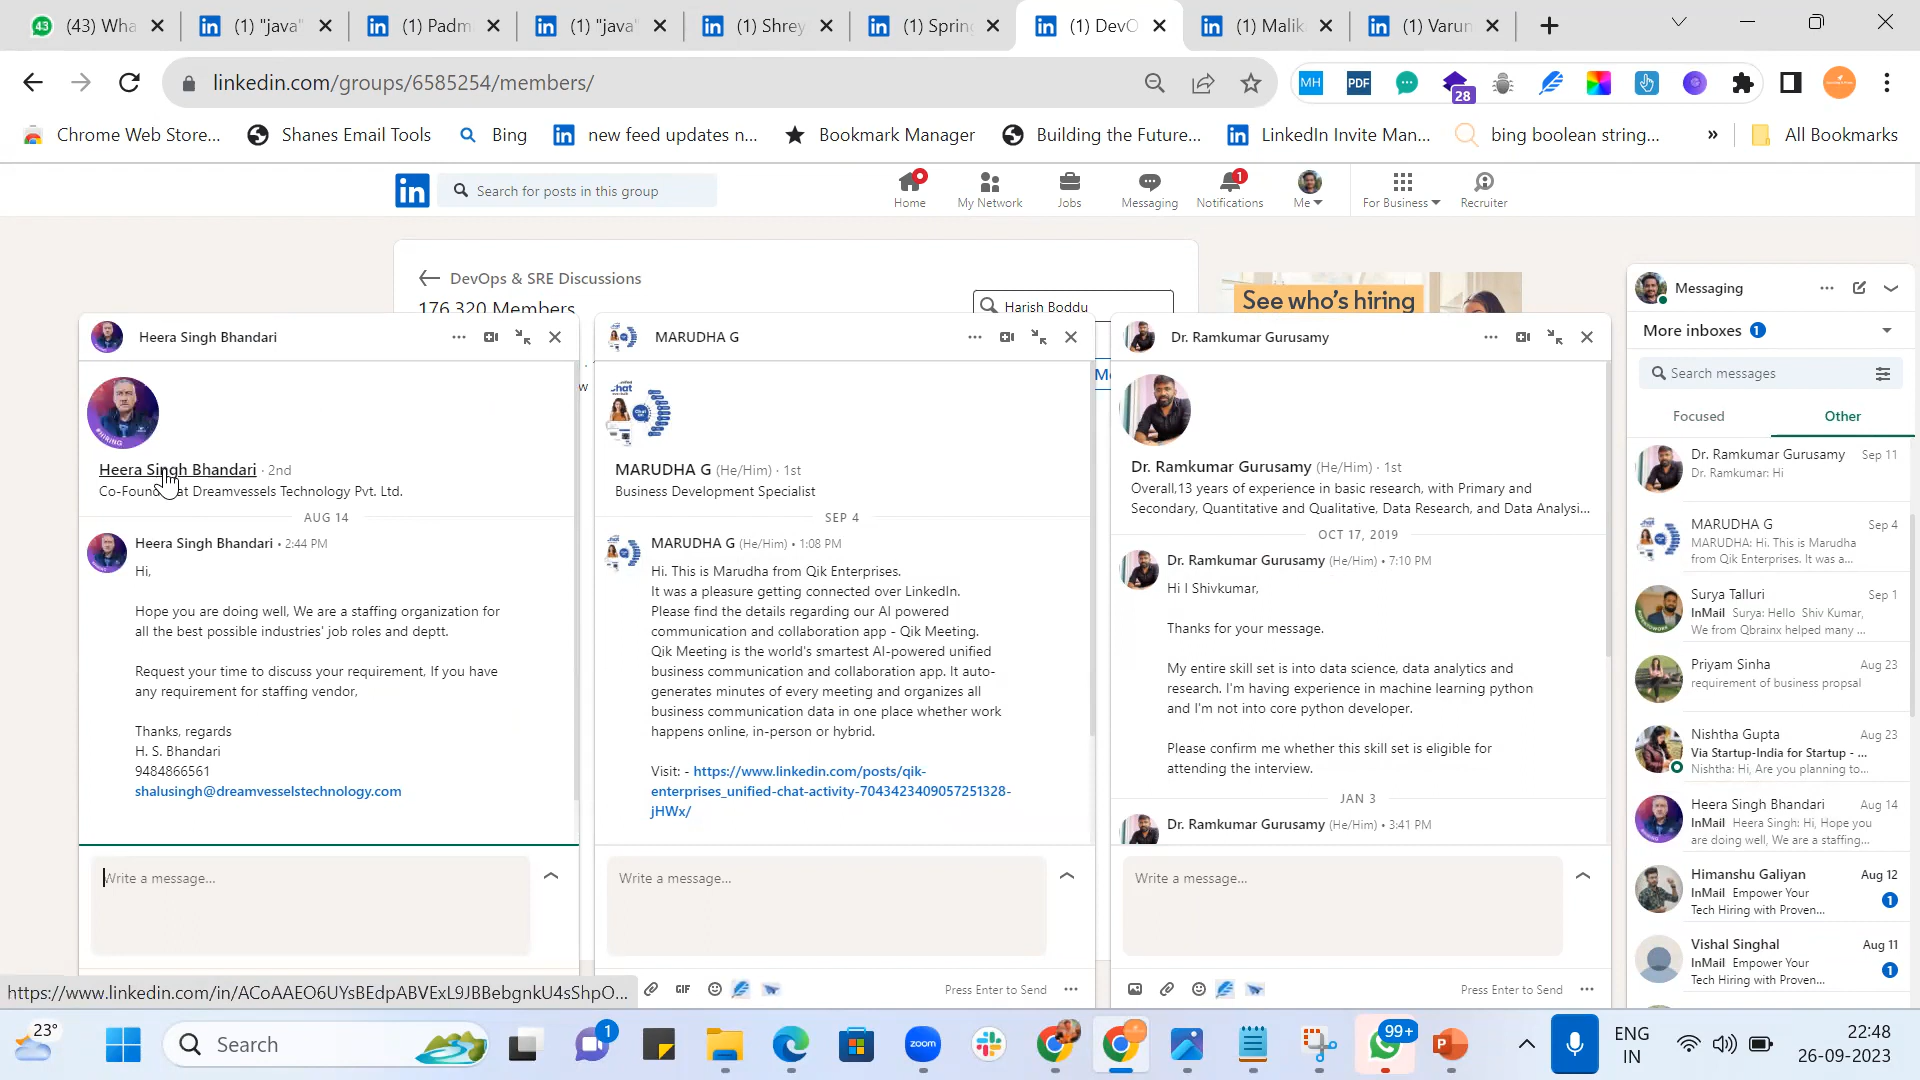 (43) Wha
(1) "java"
(1) Padm
(1) "java"
(1) Shrey
(1) Spring
(1) DevO
(1) Malik
(1) Varun
linkedin.com/groups/6585254/members/
MH
PDF
28
Chrome Web Store...
Shanes Email Tools
Bing
new feed updates n...
Bookmark Manager
Building the Future...
LinkedIn Invite Man...
bing boolean string...
»
All Bookmarks
in
Search for posts in this group
Home
My Network
Jobs
Messaging
1
Notifications
Me
For Business
Recruiter
DevOps & SRE Discussions
176,320 Members
Harish Boddu
See who's hiring
Heera Singh Bhandari
#HIRING
Heera Singh Bhandari · 2nd
Co-Founder at Dreamvessels Technology Pvt. Ltd.
AUG 14
Heera Singh Bhandari • 2:44 PM
Hi,
Hope you are doing well, We are a staffing organization for
all the best possible industries' job roles and deptt.
Request your time to discuss your requirement, If you have
any requirement for staffing vendor,
Thanks, regards
H. S. Bhandari
9484866561
shalusingh@dreamvesselstechnology.com
Write a message...
https://www.linkedin.com/in/ACoAAEO6UYsBEdpABVExL9JBBebgnkU4sShpO...
MARUDHA G
MARUDHA G (He/Him) · 1st
Business Development Specialist
SEP 4
MARUDHA G (He/Him) • 1:08 PM
Hi. This is Marudha from Qik Enterprises.
It was a pleasure getting connected over LinkedIn.
Please find the details regarding our AI powered
communication and collaboration app - Qik Meeting.
Qik Meeting is the world's smartest AI-powered unified
business communication and collaboration app. It auto-
generates minutes of every meeting and organizes all
business communication data in one place whether work
happens online, in-person or hybrid.
Visit: - https://www.linkedin.com/posts/qik-
enterprises_unified-chat-activity-7043423409057251328-
jHWx/
Write a message...
GIF
Press Enter to Send
Dr. Ramkumar Gurusamy
Dr. Ramkumar Gurusamy (He/Him) · 1st
Overall,13 years of experience in basic research, with Primary and
Secondary, Quantitative and Qualitative, Data Research, and Data Analysi...
OCT 17, 2019
Dr. Ramkumar Gurusamy (He/Him) • 7:10 PM
Hi I Shivkumar,
Thanks for your message.
My entire skill set is into data science, data analytics and
research. I'm having experience in machine learning python
and I'm not into core python developer.
Please confirm me whether this skill set is eligible for
attending the interview.
JAN 3
Dr. Ramkumar Gurusamy (He/Him) • 3:41 PM
Write a message...
Press Enter to Send
Messaging
More inboxes 1
Search messages
Focused
Other
Dr. Ramkumar Gurusamy Sep 11
Dr. Ramkumar: Hi
MARUDHA G Sep 4
MARUDHA: Hi. This is Marudha
from Qik Enterprises. It was a...
Surya Talluri Sep 1
InMail Surya: Hello Shiv Kumar,
We from Qbrainx helped many ...
Priyam Sinha Aug 23
requirement of business propsal
Nishtha Gupta Aug 23
Via Startup-India for Startup - ...
Nishtha: Hi, Are you planning to...
Heera Singh Bhandari Aug 14
InMail Heera Singh: Hi, Hope you
are doing well, We are a staffing...
Himanshu Galiyan Aug 12
InMail Empower Your
Tech Hiring with Proven... 1
Vishal Singhal Aug 11
InMail Empower Your
Tech Hiring with Proven... 1
23°
Search
1
zoom
99+
ENG
IN
22:48
26-09-2023